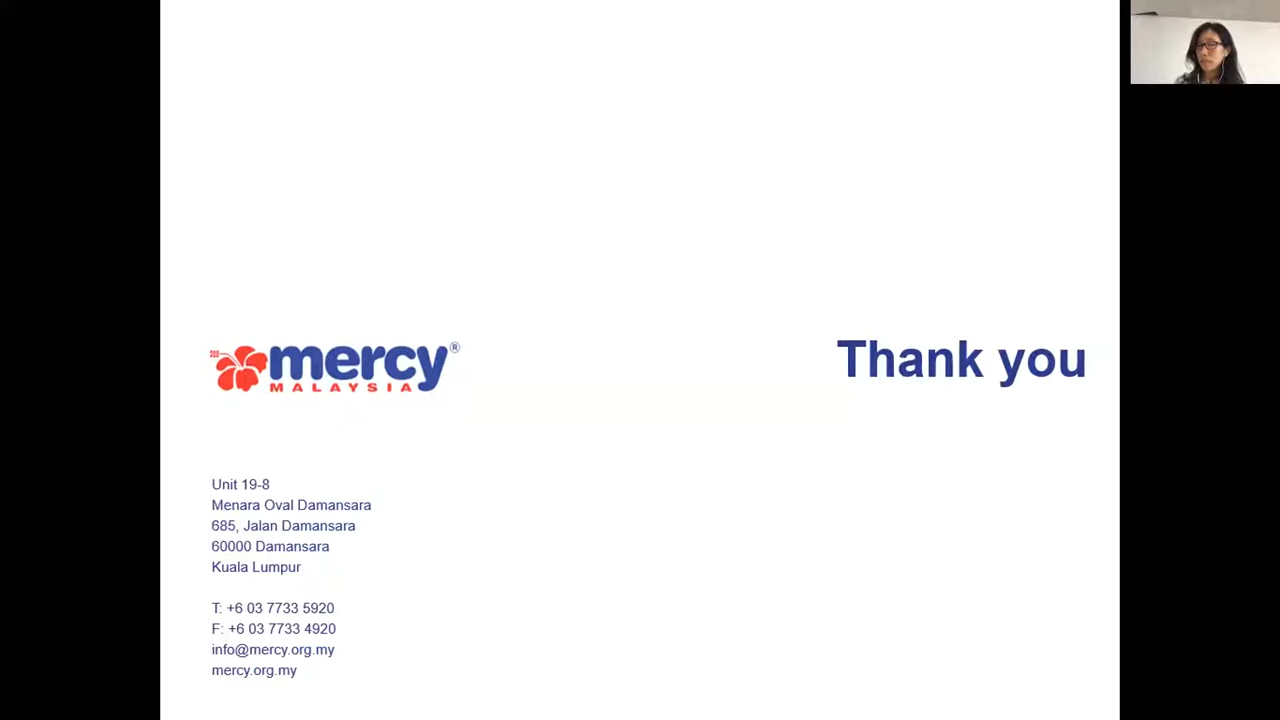 mercy®
MALAYSIA
Thank you
Unit 19-8
Menara Oval Damansara
685, Jalan Damansara
60000 Damansara
Kuala Lumpur
T: +6 03 7733 5920
F: +6 03 7733 4920
info@mercy.org.my
mercy.org.my